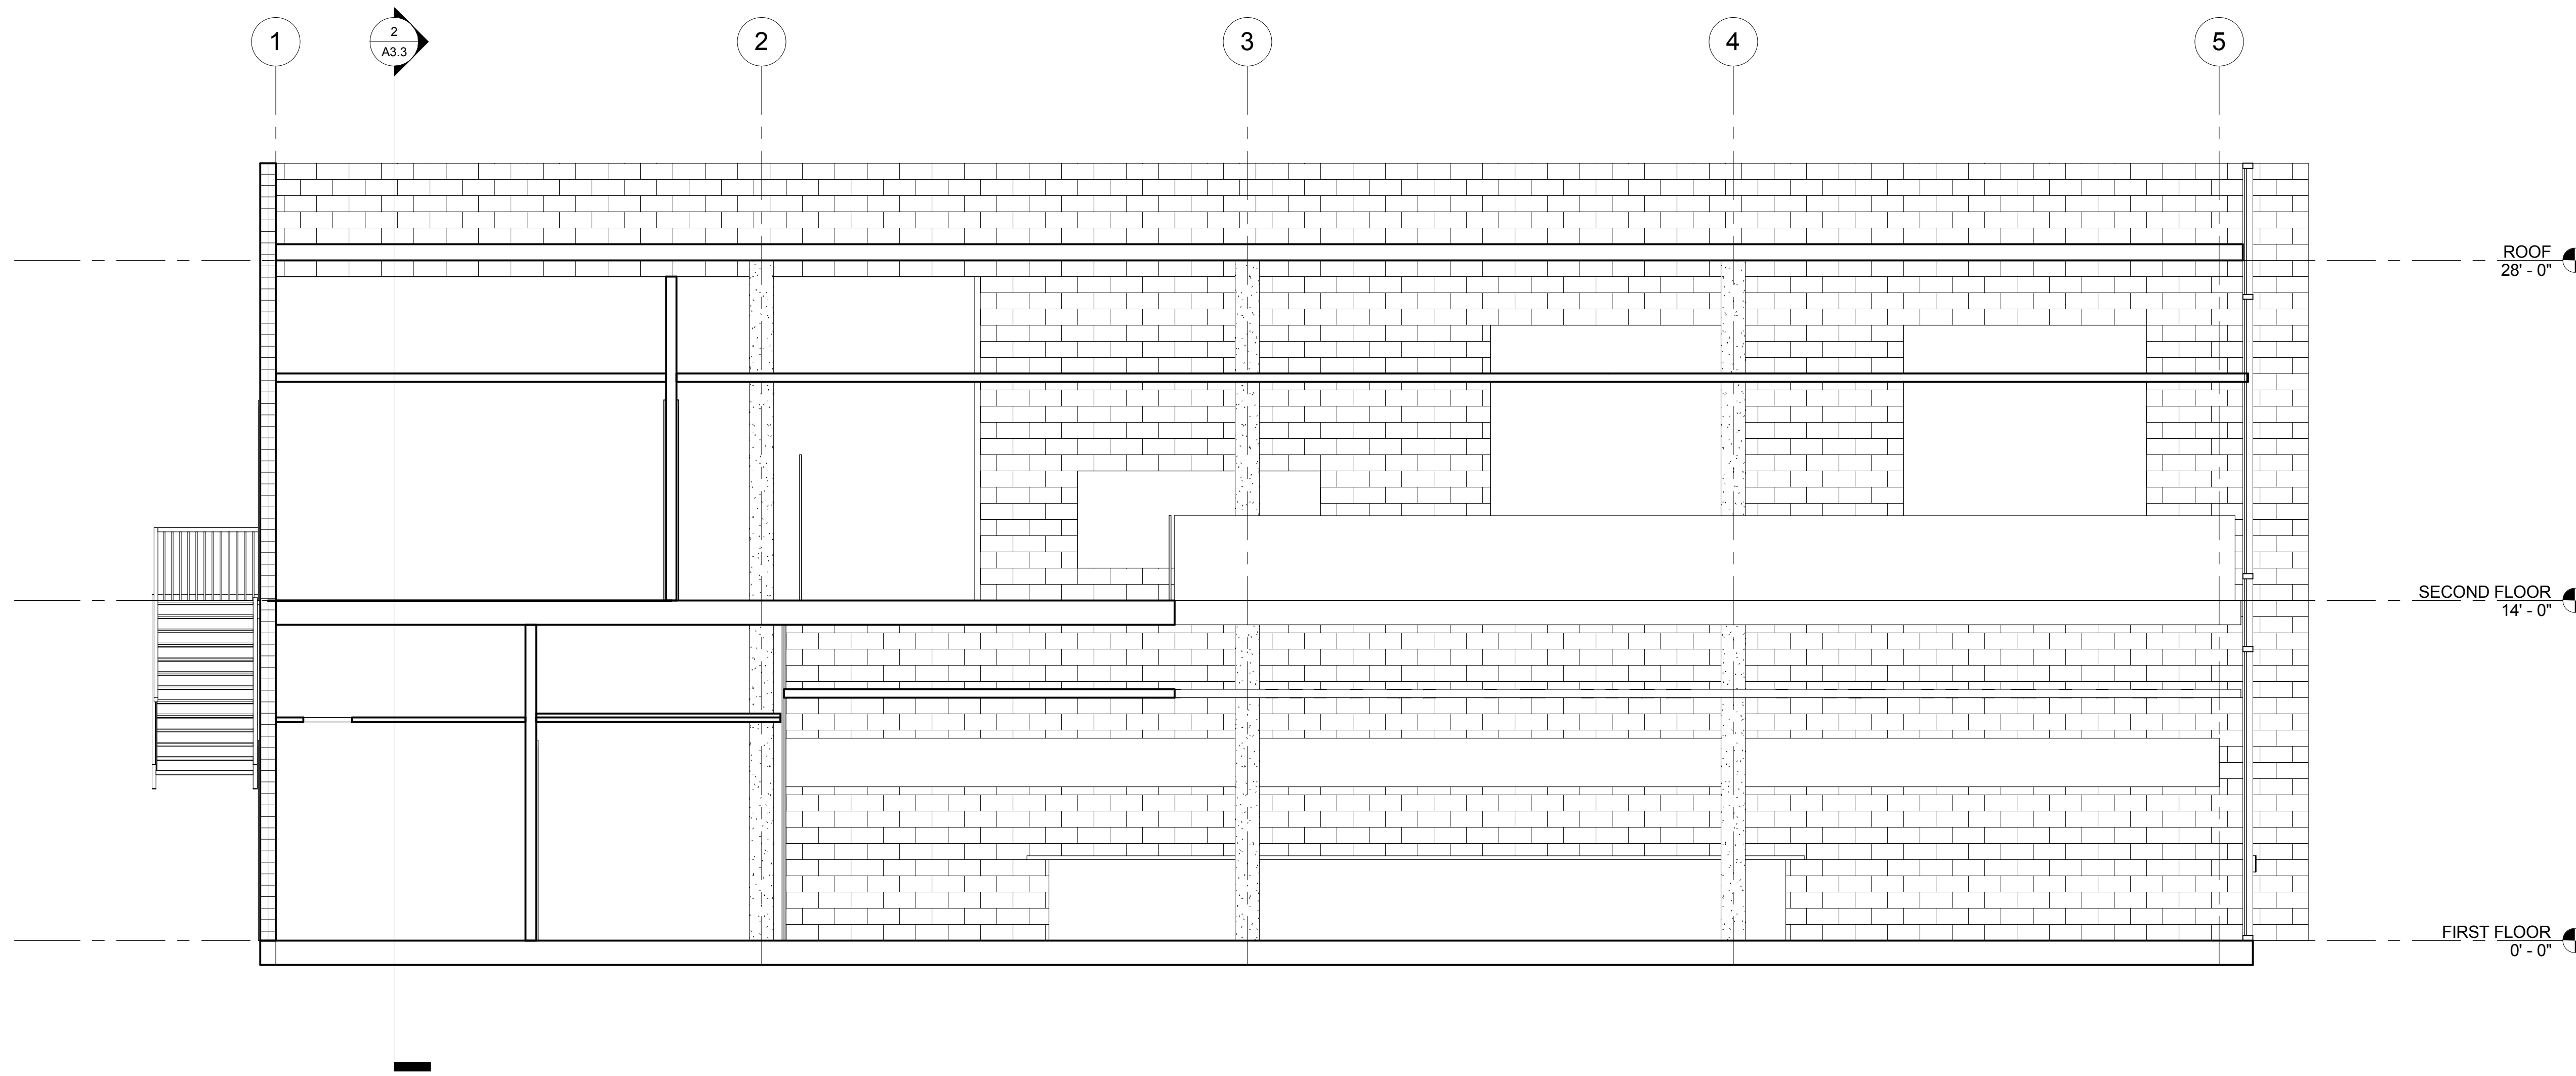 1
2
A3.3
2
3
4
5
ROOF
28' - 0"
SECOND FLOOR
14' - 0"
FIRST FLOOR
0' - 0"